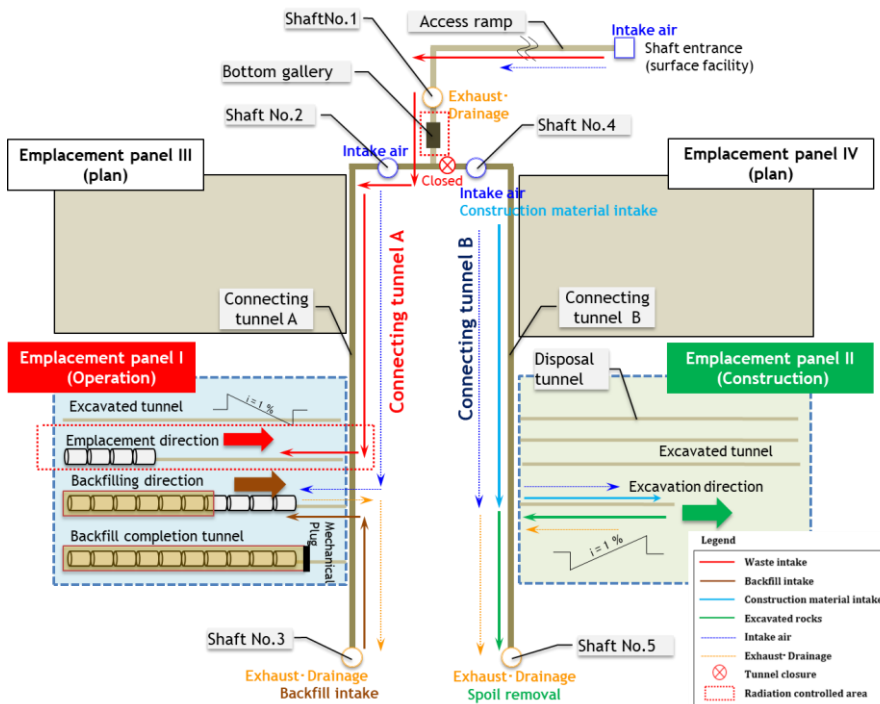 ShaftNo.1
Access ramp
Intake air
Shaft entrance
(surface facility)
Bottom gallery
Exhaust・
Drainage
Shaft No.2
Shaft No.4
Intake air
Closed
Intake air
Construction material intake
Emplacement panel III
(plan)
Emplacement panel IV
(plan)
Connecting tunnel A
Connecting tunnel B
Connecting
tunnel A
Connecting
tunnel B
Emplacement panel I
(Operation)
Disposal
tunnel
Emplacement panel II
(Construction)
Excavated tunnel
i=1 %
Emplacement direction
Excavated tunnel
Backfilling direction
Excavation direction
Backfill completion tunnel
Mechanical
Plug
i=1 %
Legend
Waste intake
Backfill intake
Construction material intake
Excavated rocks
Intake air
Exhaust・Drainage
Tunnel closure
Radiation controlled area
Shaft No.3
Shaft No.5
Exhaust・Drainage
Backfill intake
Exhaust・Drainage
Spoil removal